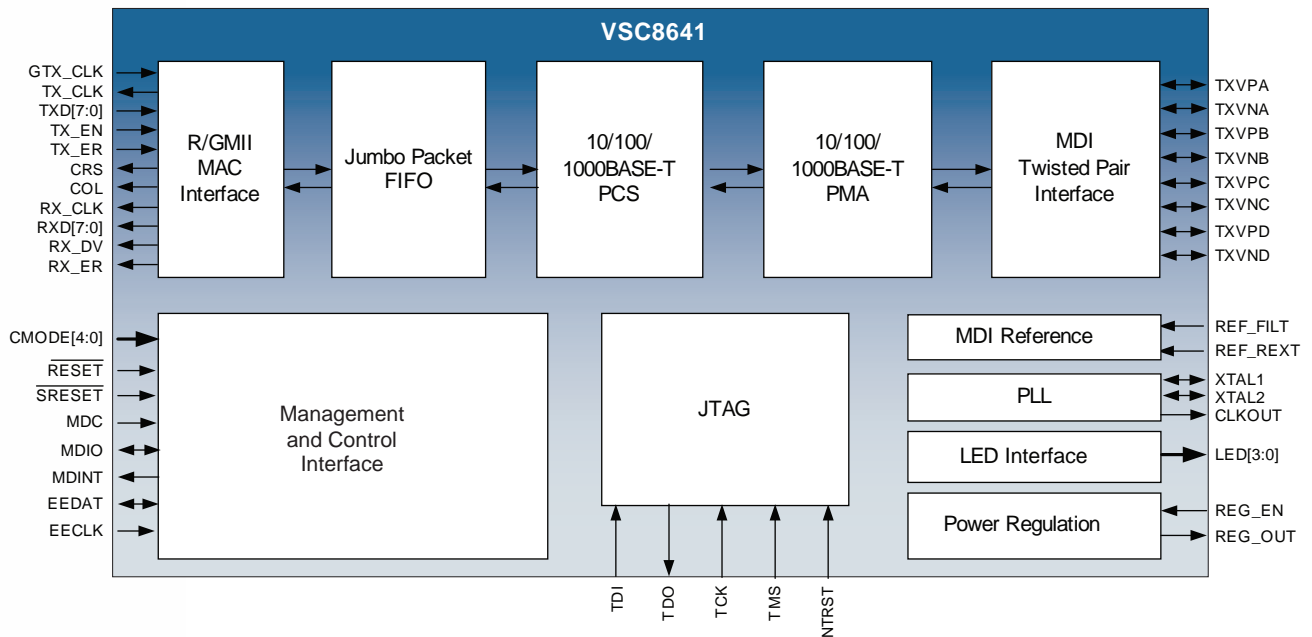 VSC8641
GTX_CLK
TX_CLK
TXD[7:0]
TX_EN
TX_ER
CRS
COL
RX_CLK
RXD[7:0]
RX_DV
RX_ER
R/GMII
MAC
Interface
Jumbo Packet
FIFO
10/100/
1000BASE-T
PCS
10/100/
1000BASE-T
PMA
MDI
Twisted Pair
Interface
TXVPA
TXVNA
TXVPB
TXVNB
TXVPC
TXVNC
TXVPD
TXVND
CMODE[4:0]
RESET
SRESET
MDC
MDIO
MDINT
EEDAT
EECLK
Management
and Control
Interface
JTAG
TDI
TDO
TCK
TMS
NTRST
MDI Reference
PLL
LED Interface
Power Regulation
REF_FILT
REF_REXT
XTAL1
XTAL2
CLKOUT
LED[3:0]
REG_EN
REG_OUT